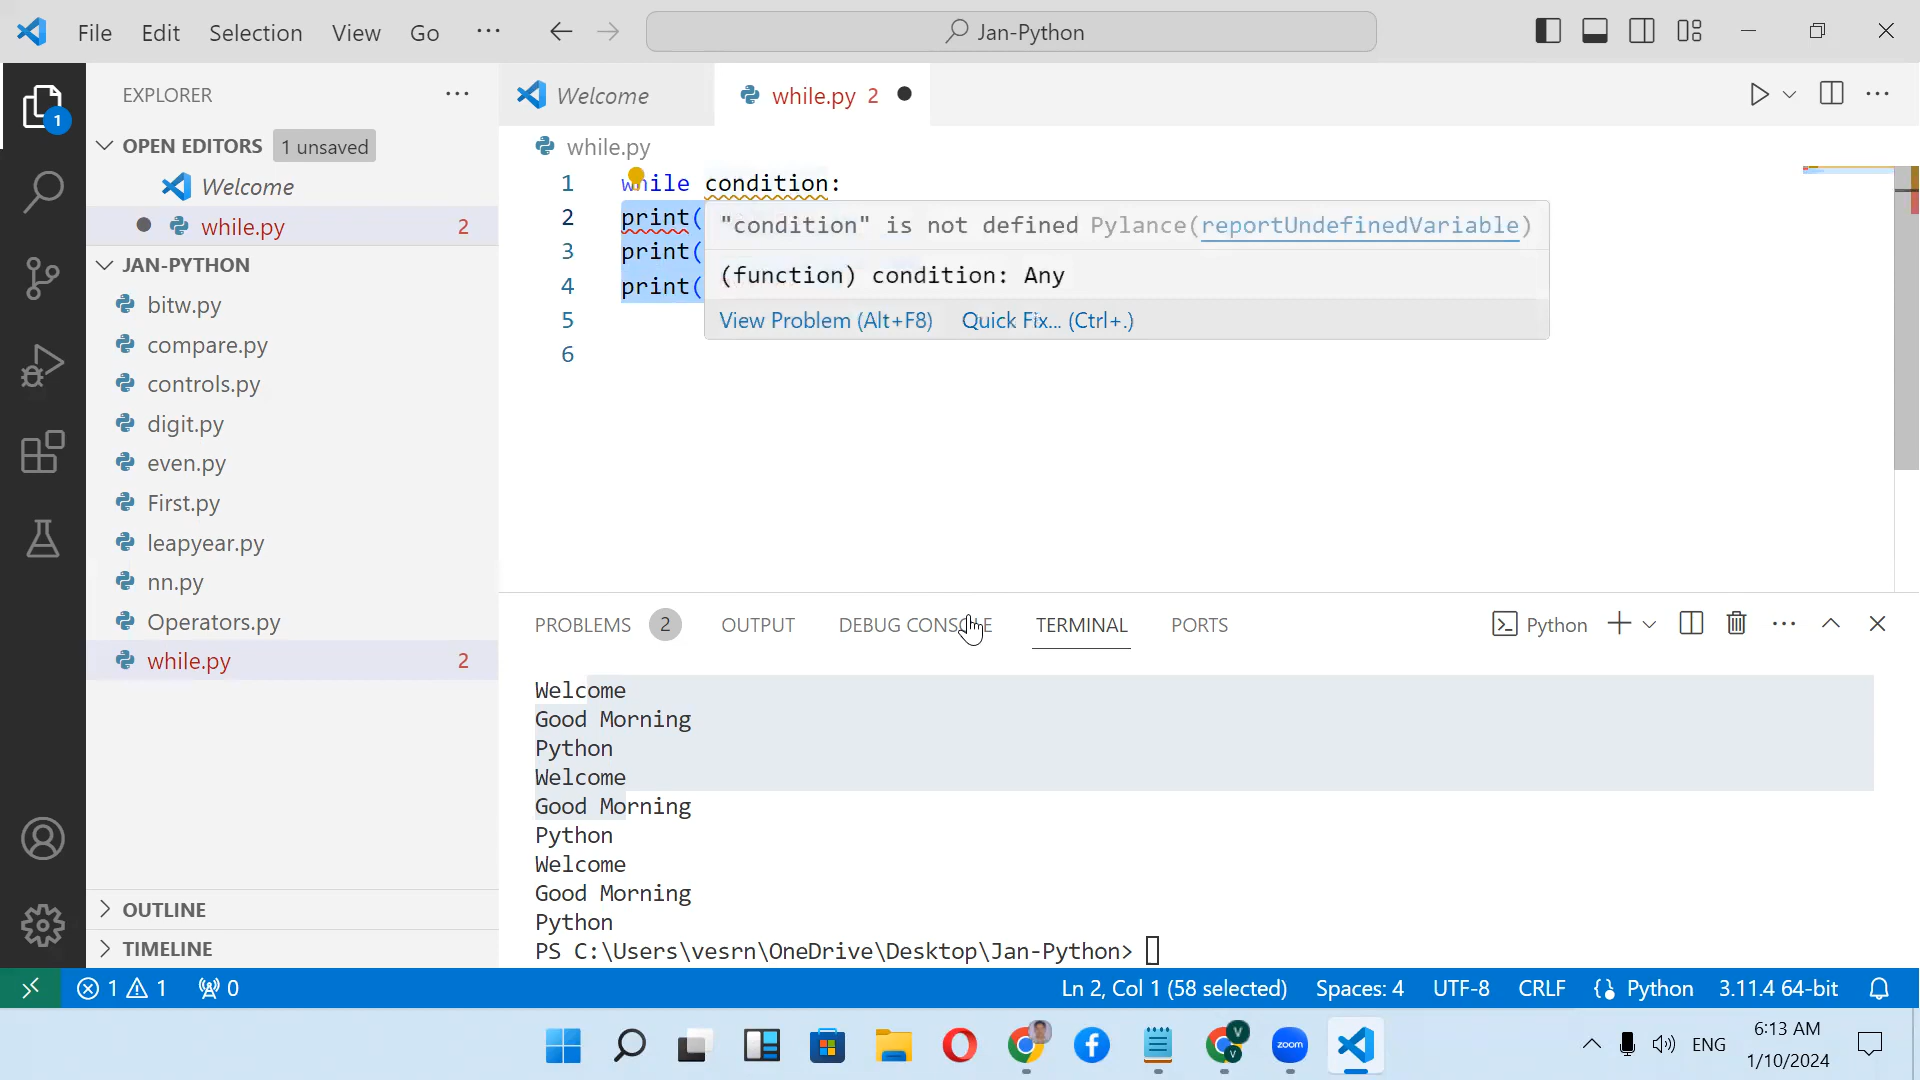 File Edit Selection View Go ···
Jan-Python
1
EXPLORER
···
OPEN EDITORS 1 unsaved
Welcome
while.py 2
JAN-PYTHON
bitw.py
compare.py
controls.py
digit.py
even.py
First.py
leapyear.py
nn.py
Operators.py
while.py 2
OUTLINE
TIMELINE
Welcome
while.py 2
while.py
1 while condition:
2 print(
3 print(
4 print(
5
6
"condition" is not defined Pylance(reportUndefinedVariable)
(function) condition: Any
View Problem (Alt+F8) Quick Fix... (Ctrl+.)
PROBLEMS 2 OUTPUT DEBUG CONSOLE TERMINAL PORTS
Python
Welcome
Good Morning
Python
Welcome
Good Morning
Python
Welcome
Good Morning
Python
PS C:\Users\vesrn\OneDrive\Desktop\Jan-Python>
1 1 0
Ln 2, Col 1 (58 selected) Spaces: 4 UTF-8 CRLF Python 3.11.4 64-bit
zoom
V
V
ENG
6:13 AM
1/10/2024